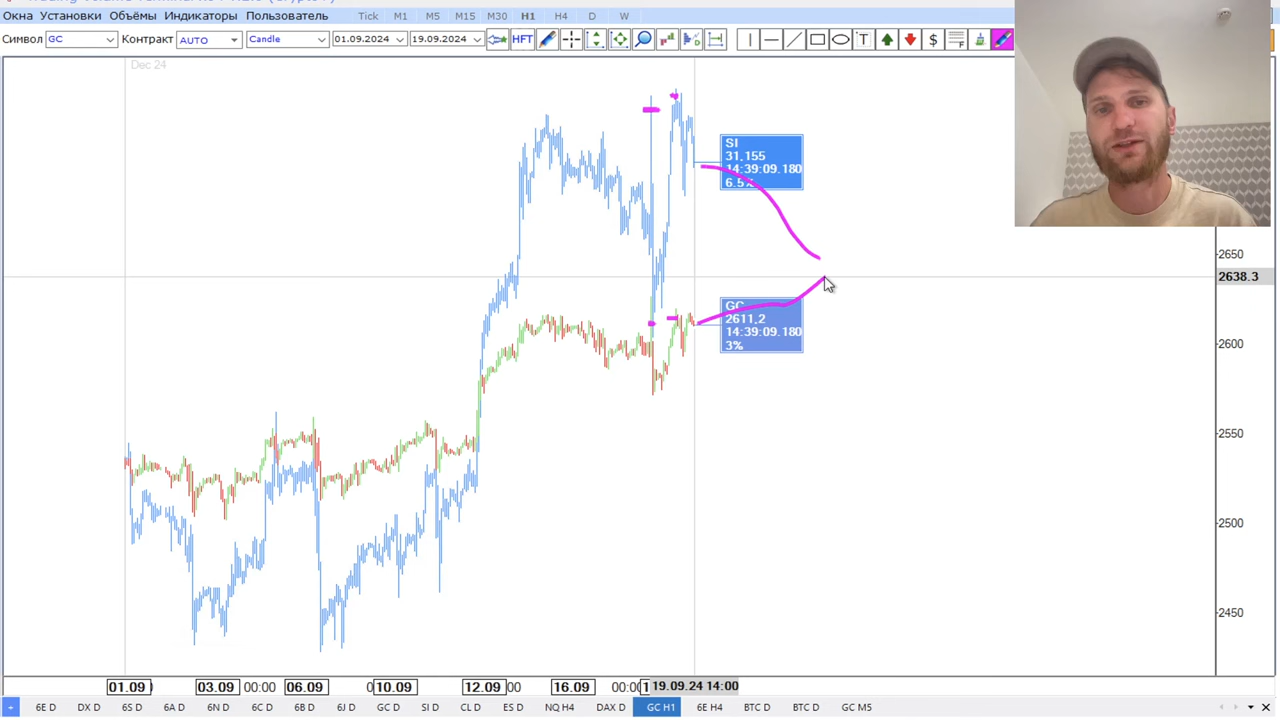 Окна Установки Объёмы Индикаторы Пользователь Tick M1 M5 M15 M30 H1 H4 D W
Символ GC Контракт AUTO Candle 01.09.2024 19.09.2024 HFT T $ F
Dec 24
SI
31,155
14:39:09.180
6.5%
2650
2638.3
GC
2611,2
14:39:09.180
3%
2600
2550
2500
2450
01.09 03.09 00:00 06.09 10.09 12.09 00 16.09 00:00 19.09.24 14:00
6E D DX D 6S D 6A D 6N D 6C D 6B D 6J D GC D SI D CL D ES D NQ H4 DAX D GC H1 6E H4 BTC D BTC D GC M5